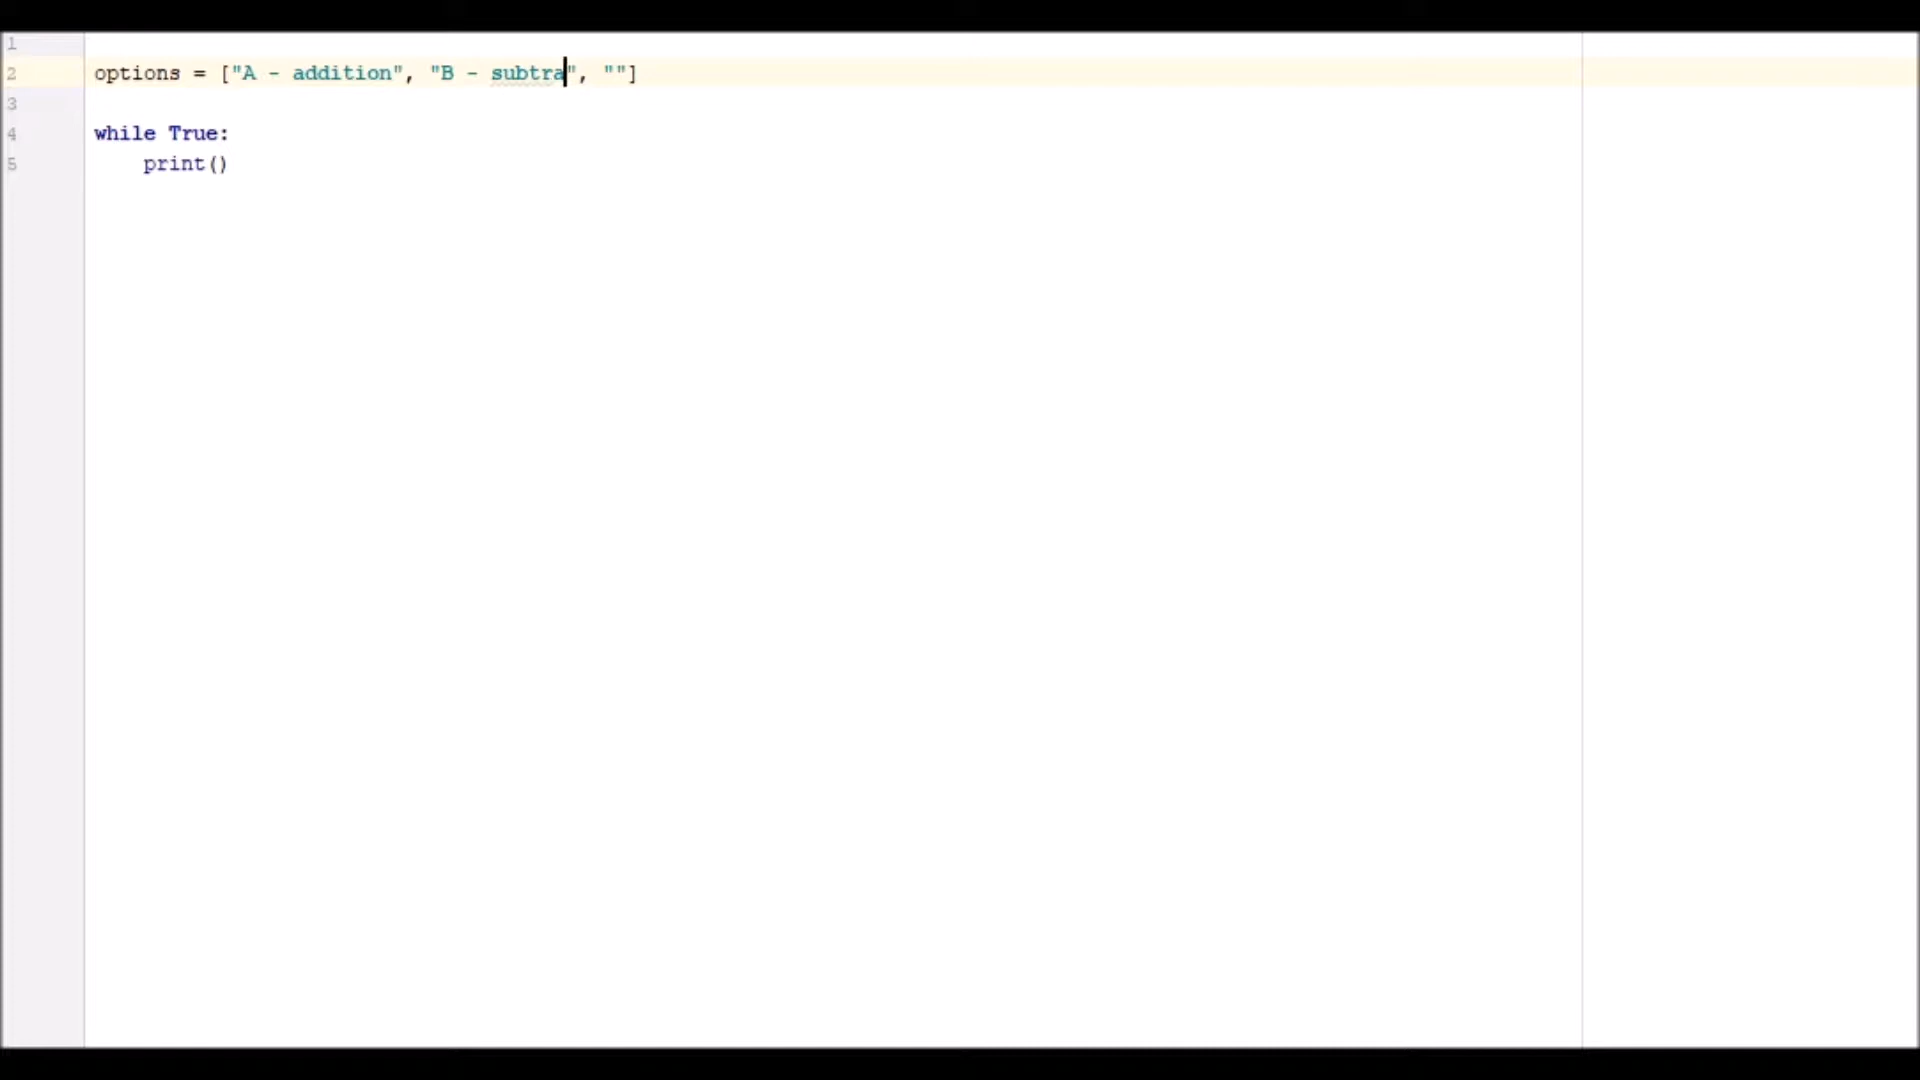 1
2 options = ["A - addition", "B - subtra", ""]
3
4 while True:
5     print()